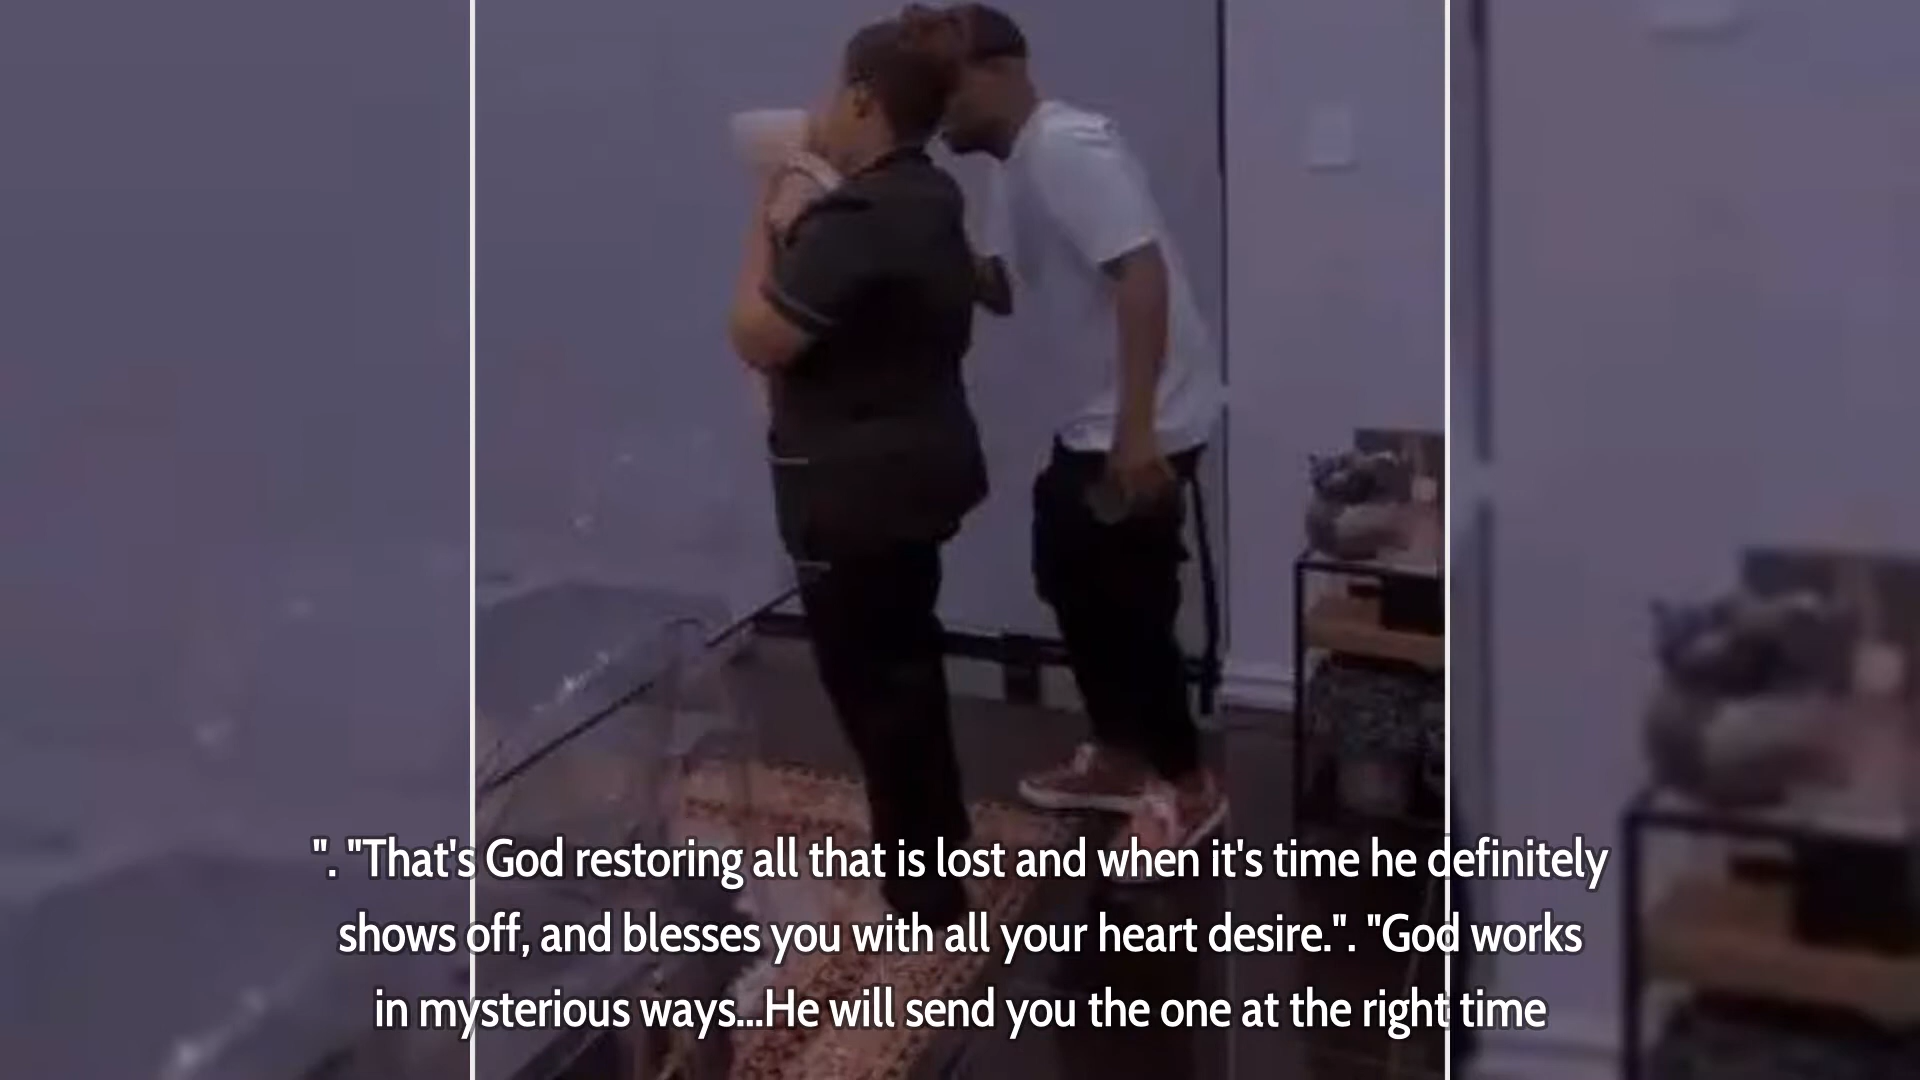 ". "That's God restoring all that is lost and when it's time he definitely
shows off, and blesses you with all your heart desire.". "God works
in mysterious ways...He will send you the one at the right time